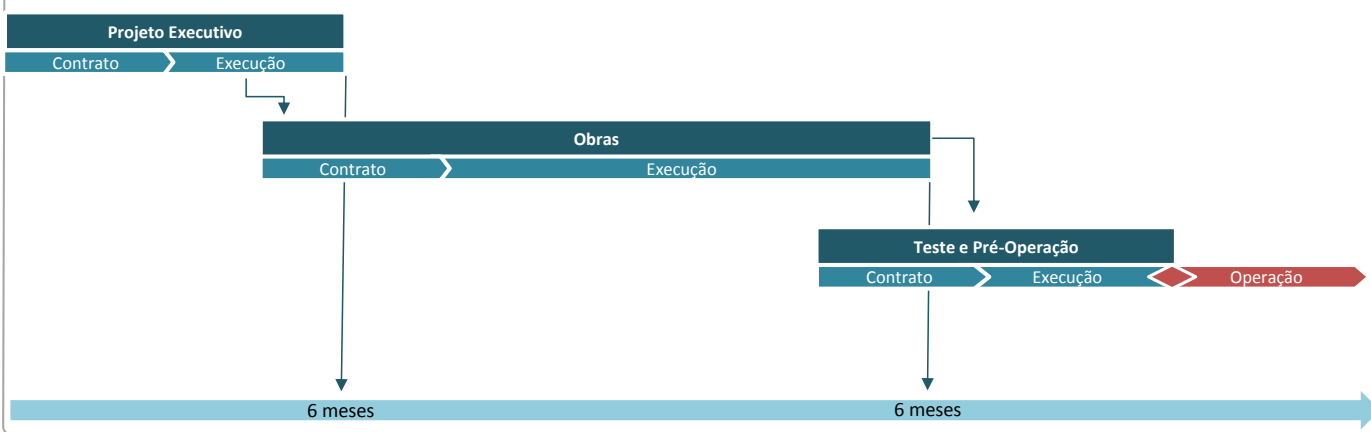 Projeto Executivo
Contrato Execução
Obras
Contrato Execução
Teste e Pré-Operação
Contrato Execução Operação
6 meses 6 meses